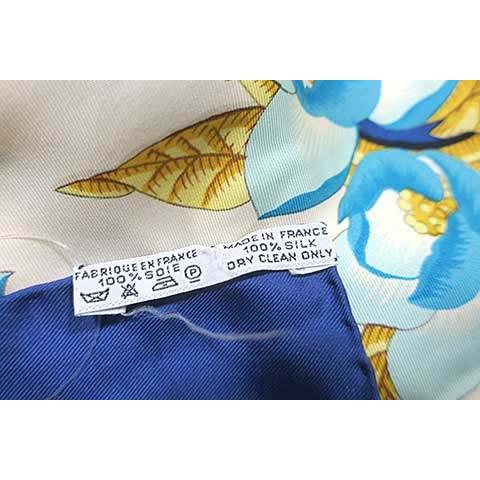 FABRIQUE EN FRANCE
100% SOIE
P
MADE IN FRANCE
100% SILK
DRY CLEAN ONLY